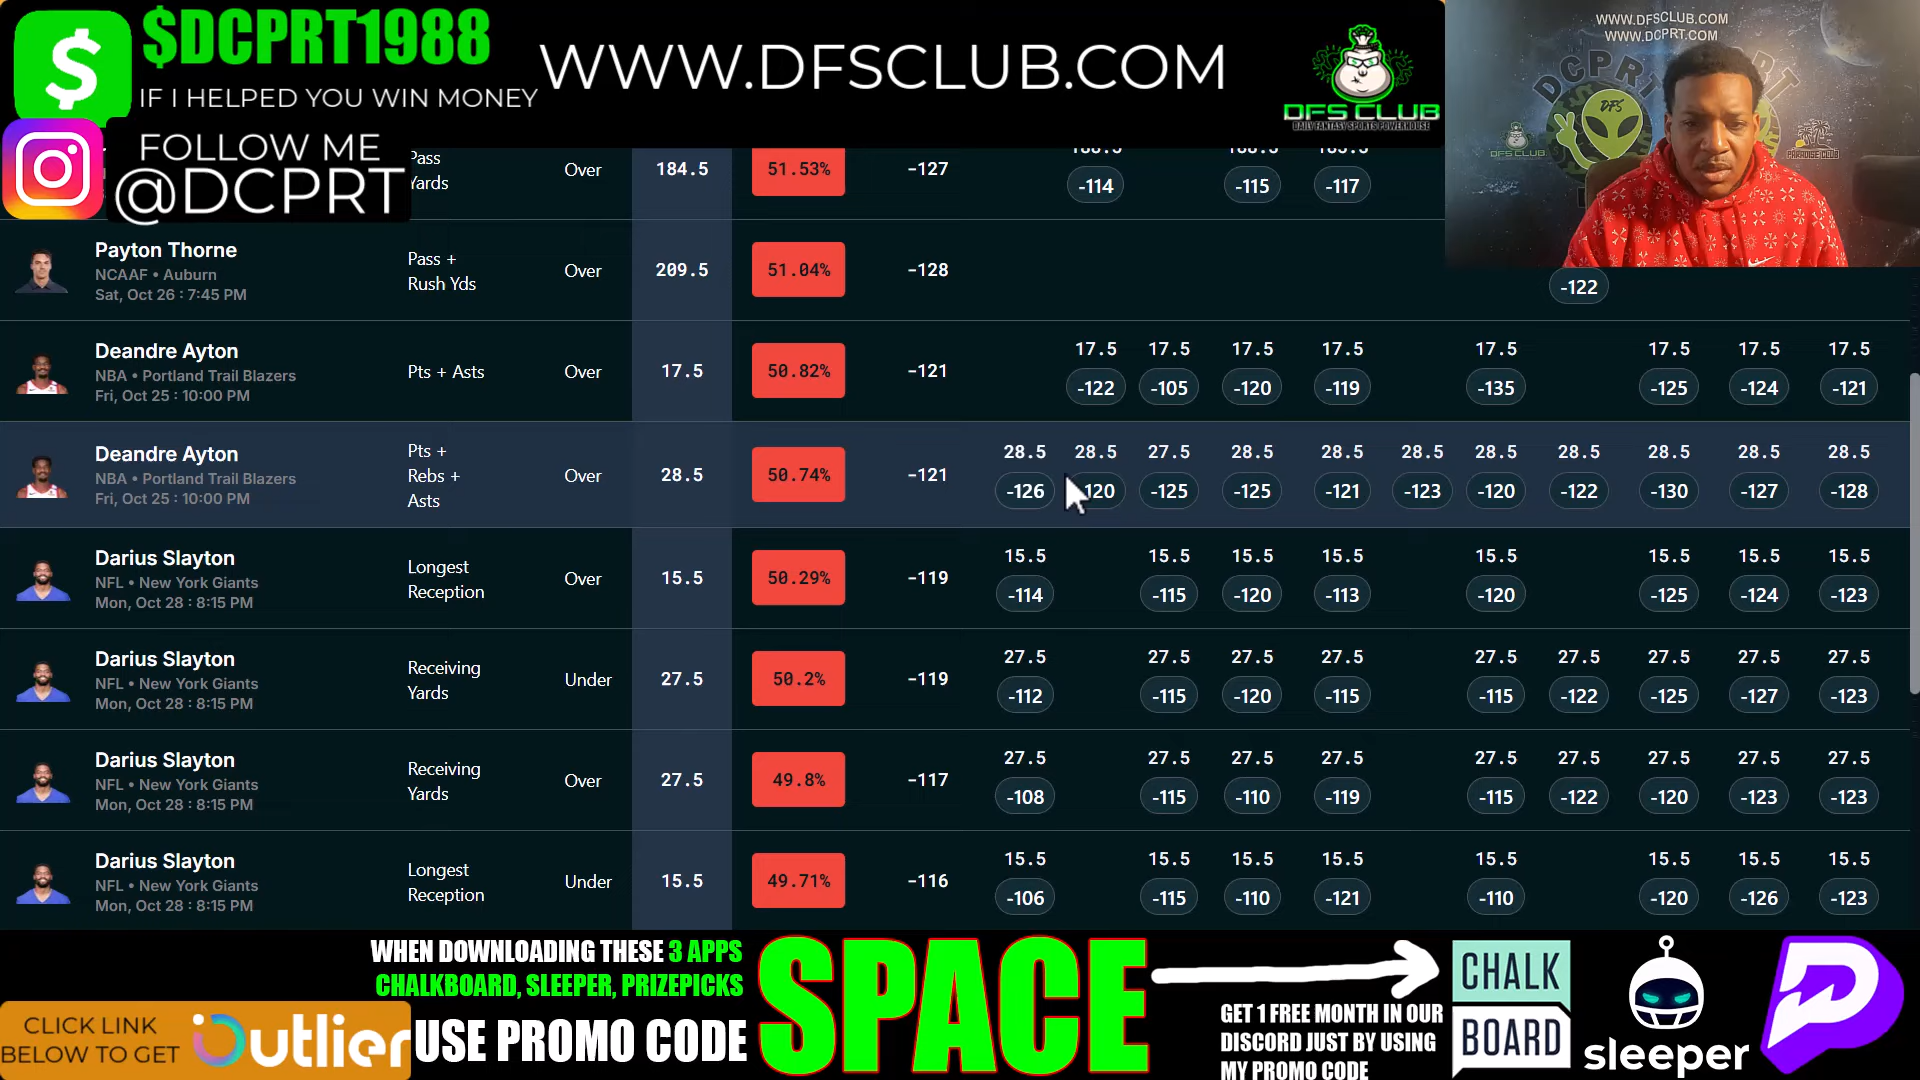 $DCPRT1988
IF I HELPED YOU WIN MONEY
WWW.DFSCLUB.COM
DFS CLUB
DAILY FANTASY SPORTS POWERHOUSE
WWW.DFSCLUB.COM
WWW.DCPRT.COM
DCPRT
DFS
DFS CLUB
FOLLOW ME
@DCPRT
Pass Yards Over 184.5 51.53% -127
-114 -115 -117
Payton Thorne
NCAAF • Auburn
Sat, Oct 26 : 7:45 PM
Pass +
Rush Yds
Over 209.5 51.04% -128
-122
Deandre Ayton
NBA • Portland Trail Blazers
Fri, Oct 25 : 10:00 PM
Pts + Asts Over 17.5 50.82% -121
17.5 17.5 17.5 17.5 17.5 17.5 17.5 17.5
-122 -105 -120 -119 -135 -125 -124 -121
Deandre Ayton
NBA • Portland Trail Blazers
Fri, Oct 25 : 10:00 PM
Pts +
Rebs +
Asts
Over 28.5 50.74% -121
28.5 28.5 27.5 28.5 28.5 28.5 28.5 28.5 28.5 28.5 28.5
-126 120 -125 -125 -121 -123 -120 -122 -130 -127 -128
Darius Slayton
NFL • New York Giants
Mon, Oct 28 : 8:15 PM
Longest
Reception
Over 15.5 50.29% -119
15.5 15.5 15.5 15.5 15.5 15.5 15.5 15.5
-114 -115 -120 -113 -120 -125 -124 -123
Darius Slayton
NFL • New York Giants
Mon, Oct 28 : 8:15 PM
Receiving
Yards
Under 27.5 50.2% -119
27.5 27.5 27.5 27.5 27.5 27.5 27.5 27.5 27.5
-112 -115 -120 -115 -115 -122 -125 -127 -123
Darius Slayton
NFL • New York Giants
Mon, Oct 28 : 8:15 PM
Receiving
Yards
Over 27.5 49.8% -117
27.5 27.5 27.5 27.5 27.5 27.5 27.5 27.5 27.5
-108 -115 -110 -119 -115 -122 -120 -123 -123
Darius Slayton
NFL • New York Giants
Mon, Oct 28 : 8:15 PM
Longest
Reception
Under 15.5 49.71% -116
15.5 15.5 15.5 15.5 15.5 15.5 15.5 15.5
-106 -115 -110 -121 -110 -120 -126 -123
WHEN DOWNLOADING THESE 3 APPS
CHALKBOARD, SLEEPER, PRIZEPICKS
USE PROMO CODE
SPACE
CLICK LINK
BELOW TO GET
Outlier
GET 1 FREE MONTH IN OUR
DISCORD JUST BY USING
MY PROMO CODE
CHALK
BOARD
sleeper